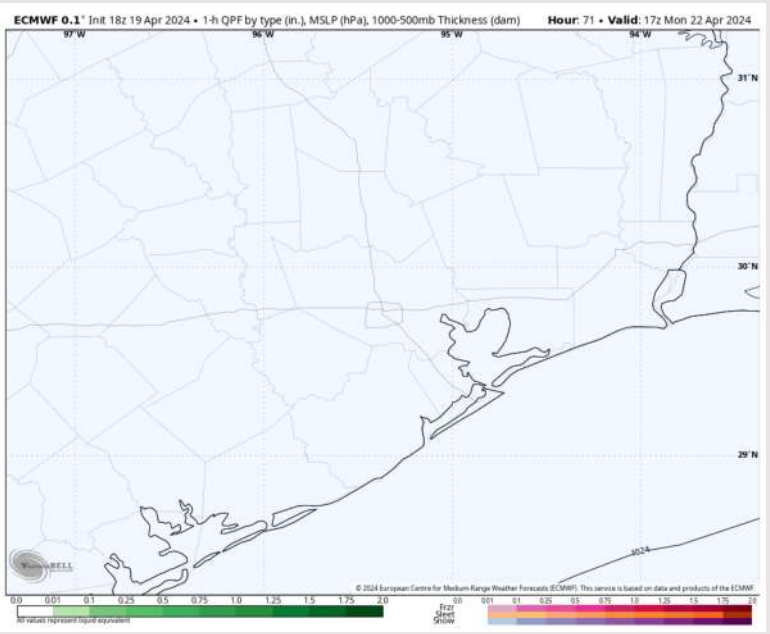 ECMWF 0.1° Init 18z 19 Apr 2024 • 1-h QPF by type (in.), MSLP (hPa), 1000-500mb Thickness (dam) Hour: 71 • Valid: 17z Mon 22 Apr 2024
97°W 96°W 95°W 94°W
31°N
30°N
29°N
1024
WEATHERBELL
© 2024 European Centre for Medium-Range Weather Forecasts (ECMWF). This service is based on data and products of the ECMWF
0.0 0.01 0.1 0.25 0.5 0.75 1.0 1.25 1.5 1.75 2.0 0.0 0.01 0.1 0.25 0.5 0.75 1.0 1.25 1.5 1.75 2.0
Frzr
Sleet
Snow
All values represent liquid equivalent